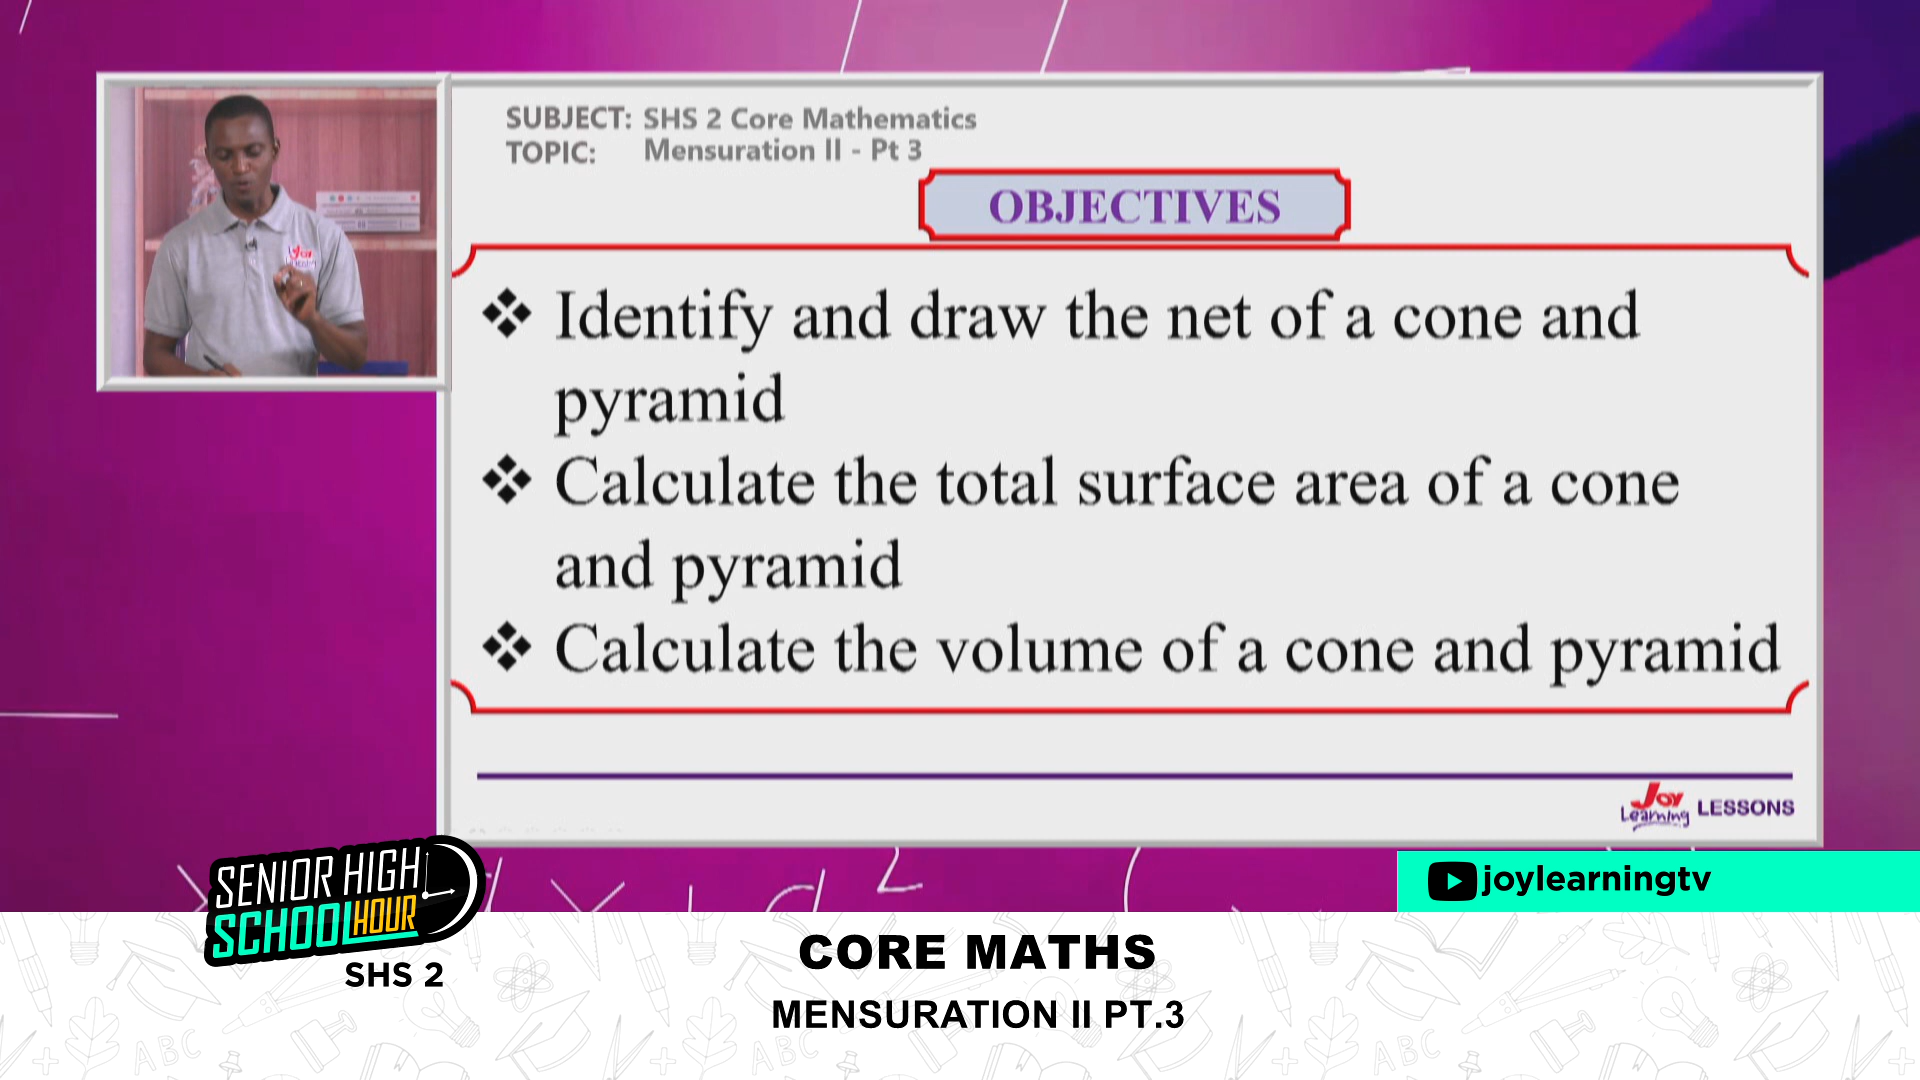 SUBJECT: SHS 2 Core Mathematics
TOPIC: Mensuration II - Pt 3
OBJECTIVES
❖ Identify and draw the net of a cone and
pyramid
❖ Calculate the total surface area of a cone
and pyramid
❖ Calculate the volume of a cone and pyramid
Joy Learning LESSONS
joylearningtv
SENIOR HIGH
SCHOOL HOUR
SHS 2
CORE MATHS
MENSURATION II PT.3
ABC
ABC